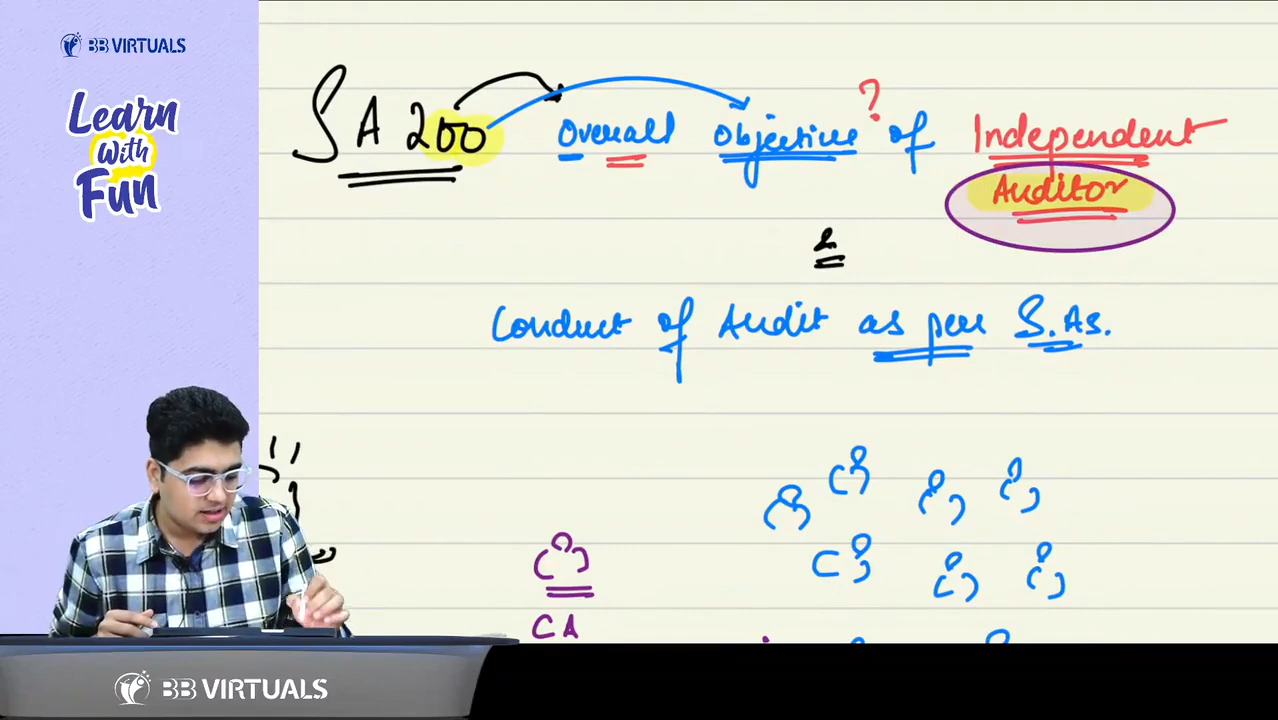 BB VIRTUALS
Learn
with
Fun
SA 200 Overall Objective ? of Independent
Auditor
&
Conduct of Audit as per S.As.
CA
BB VIRTUALS